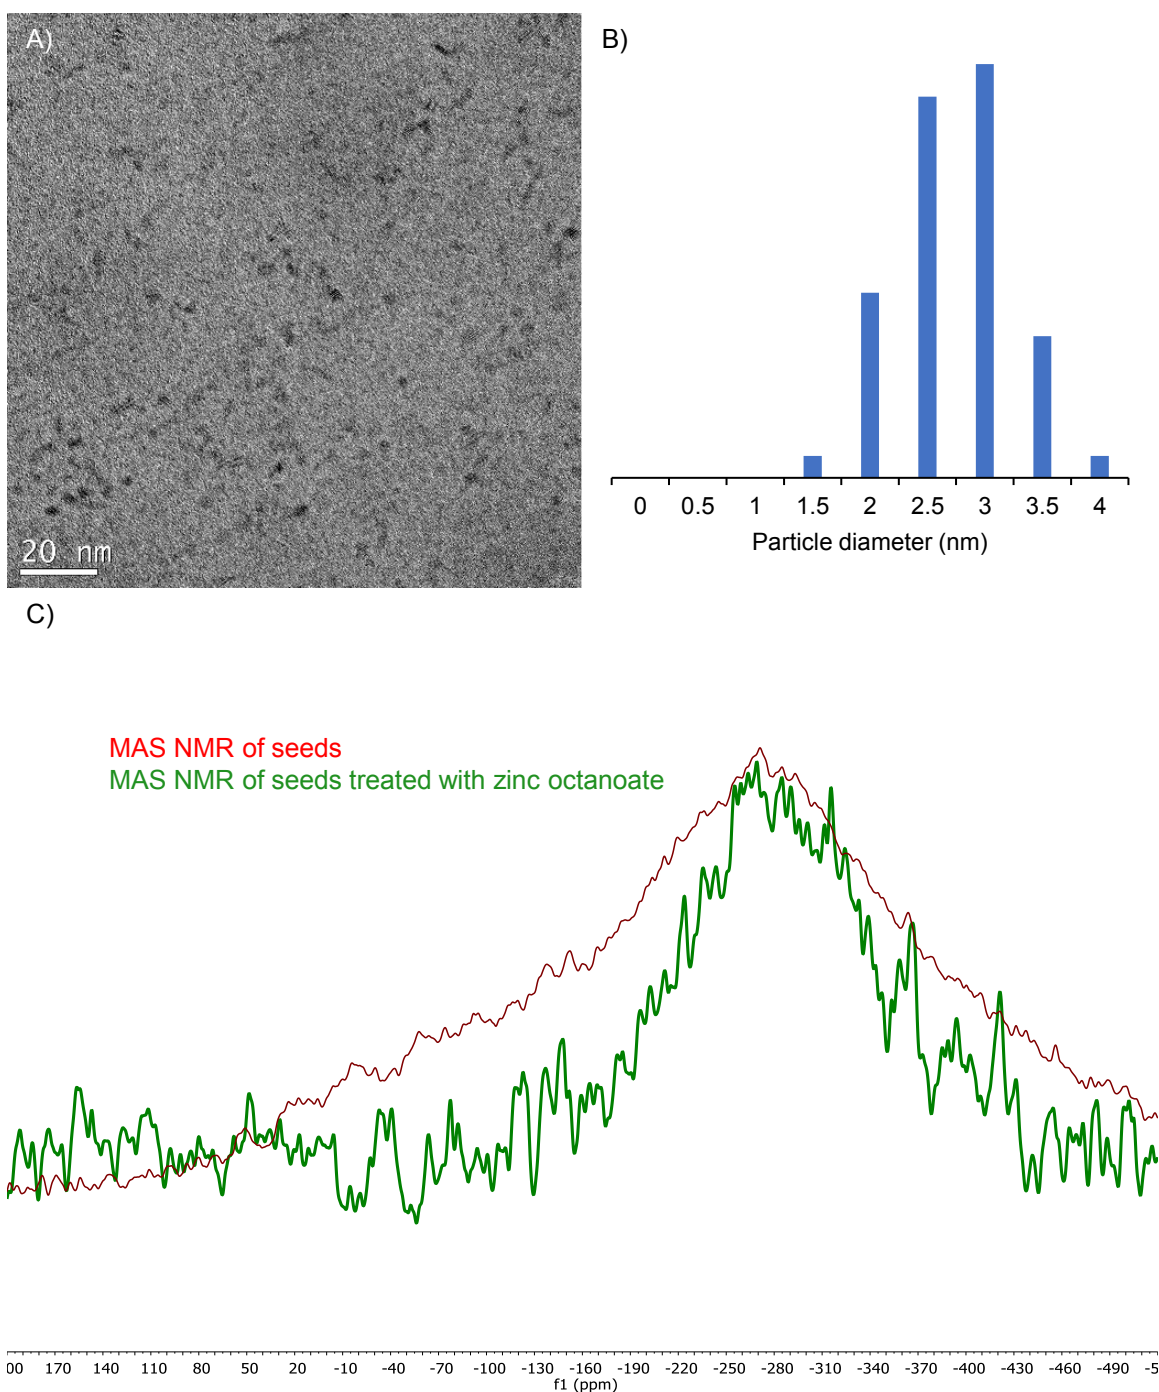 A)
B)
20 nm
0 0.5 1 1.5 2 2.5 3 3.5 4
Particle diameter (nm)
C)
MAS NMR of seeds
MAS NMR of seeds treated with zinc octanoate
00 170 140 110 80 50 20 -10 -40 -70 -100 -130 -160 -190 -220 -250 -280 -310 -340 -370 -400 -430 -460 -490 -5
f1 (ppm)